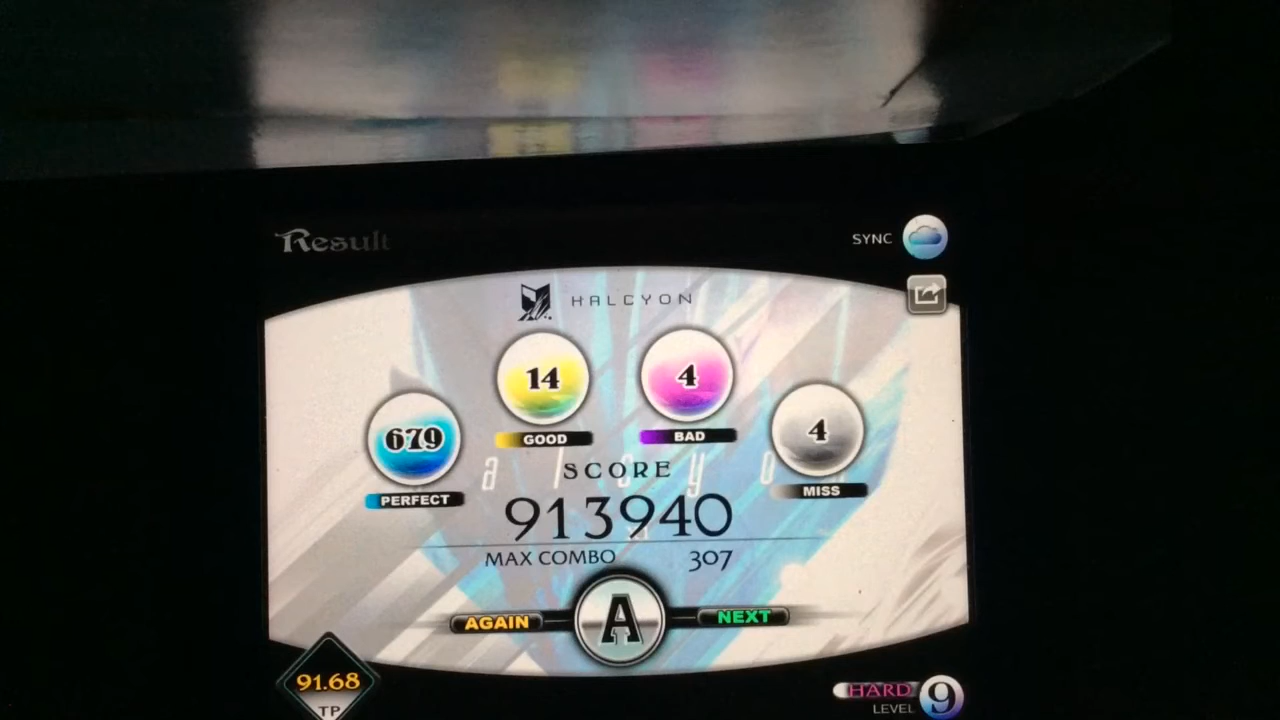 Result
SYNC
HALCYON
14
4
GOOD
BAD
679
4
PERFECT
MISS
SCORE
913940
MAX COMBO 307
AGAIN A NEXT
91.68
TP
HARD
LEVEL 9